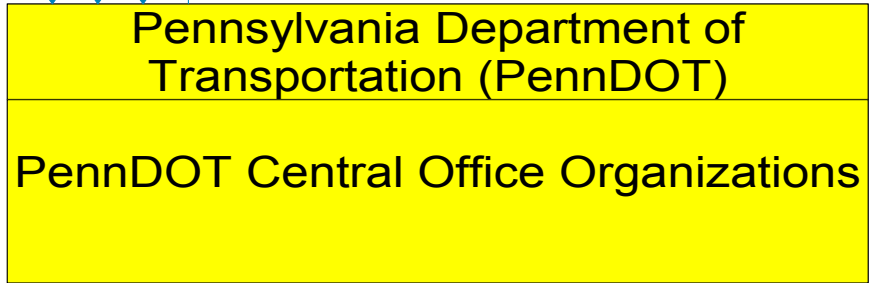 Pennsylvania Department of
Transportation (PennDOT)
PennDOT Central Office Organizations